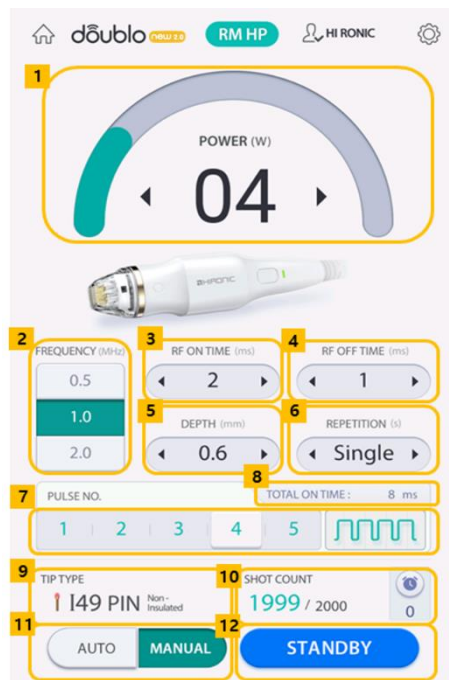 doublo new 2.0 RM HP HI RONIC
1
POWER (W)
04
HIRONIC
2 FREQUENCY (MHz)
0.5
1.0
2.0
3 RF ON TIME (ms)
2
4 RF OFF TIME (ms)
1
5 DEPTH (mm)
0.6
6 REPETITION (s)
Single
7 PULSE NO.
8 TOTAL ON TIME : 8 ms
1 2 3 4 5
9 TIP TYPE
I49 PIN Non-
Insulated
10 SHOT COUNT
1999 / 2000
0
11 AUTO MANUAL
12 STANDBY